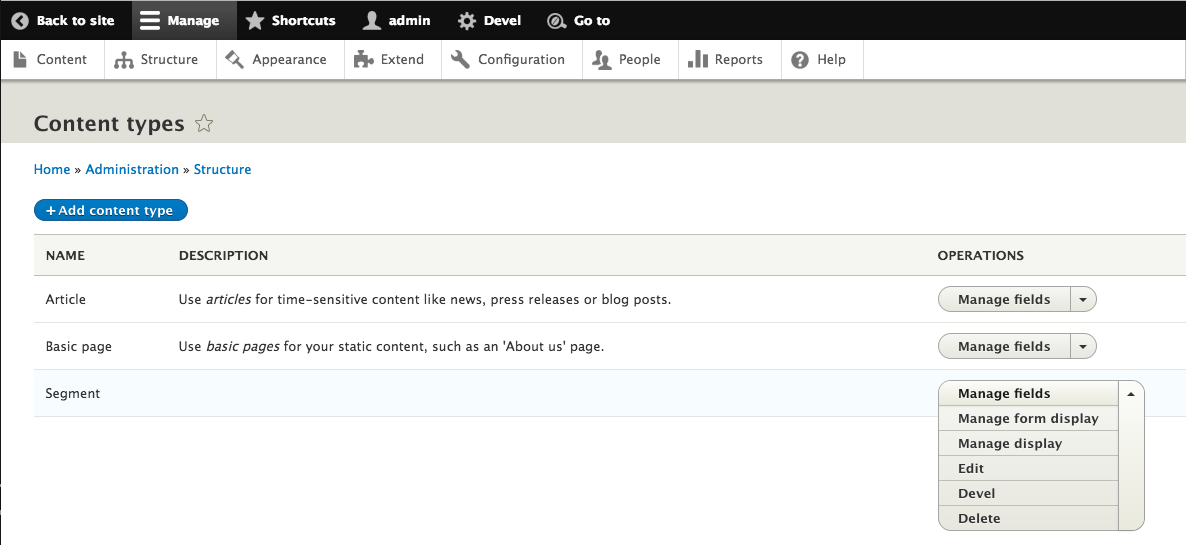 Back to site Manage Shortcuts admin Devel Go to
Content Structure Appearance Extend Configuration People Reports Help
Content types
Home » Administration » Structure
+ Add content type
NAME DESCRIPTION OPERATIONS
Article Use articles for time-sensitive content like news, press releases or blog posts. Manage fields
Basic page Use basic pages for your static content, such as an 'About us' page. Manage fields
Segment Manage fields
Manage form display
Manage display
Edit
Devel
Delete